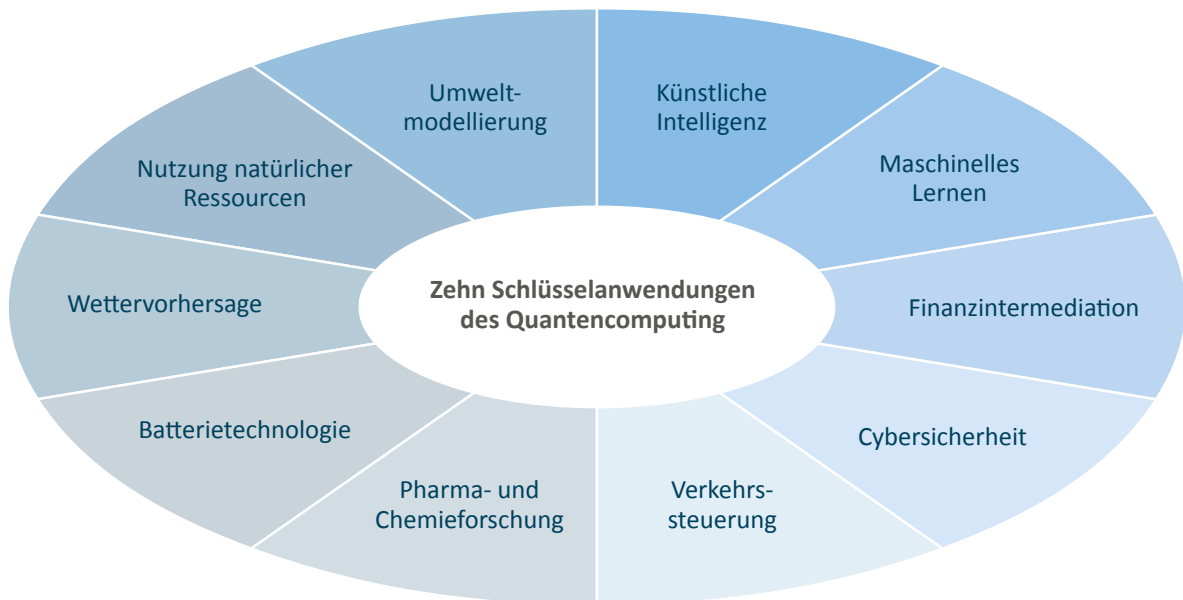 Zehn Schlüsselanwendungen
des Quantencomputing
Künstliche
Intelligenz
Maschinelles
Lernen
Finanzintermediation
Cybersicherheit
Verkehrs-
steuerung
Pharma- und
Chemieforschung
Batterietechnologie
Wettervorhersage
Nutzung natürlicher
Ressourcen
Umwelt-
modellierung